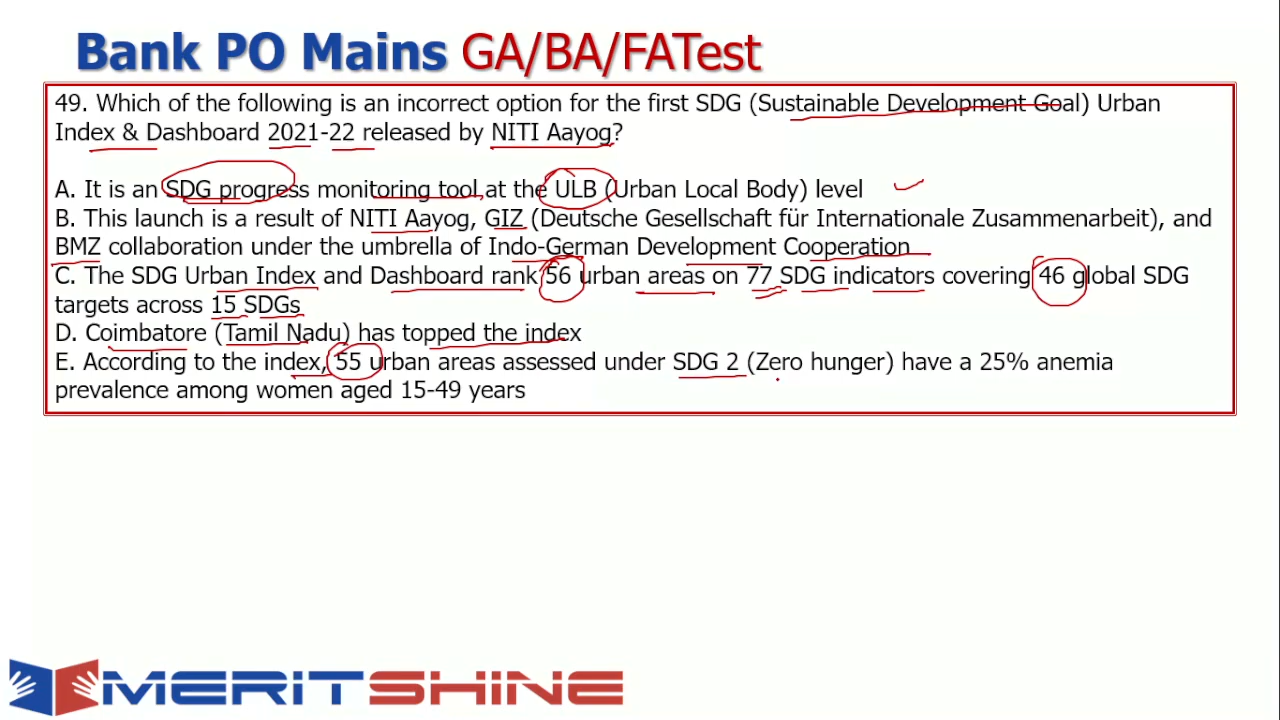 Bank PO Mains GA/BA/FATest
49. Which of the following is an incorrect option for the first SDG (Sustainable Development Goal) Urban
Index & Dashboard 2021-22 released by NITI Aayog?
A. It is an SDG progress monitoring tool at the ULB (Urban Local Body) level
B. This launch is a result of NITI Aayog, GIZ (Deutsche Gesellschaft für Internationale Zusammenarbeit), and
BMZ collaboration under the umbrella of Indo-German Development Cooperation
C. The SDG Urban Index and Dashboard rank 56 urban areas on 77 SDG indicators covering 46 global SDG
targets across 15 SDGs
D. Coimbatore (Tamil Nadu) has topped the index
E. According to the index, 55 urban areas assessed under SDG 2 (Zero hunger) have a 25% anemia
prevalence among women aged 15-49 years
MERITSHINE